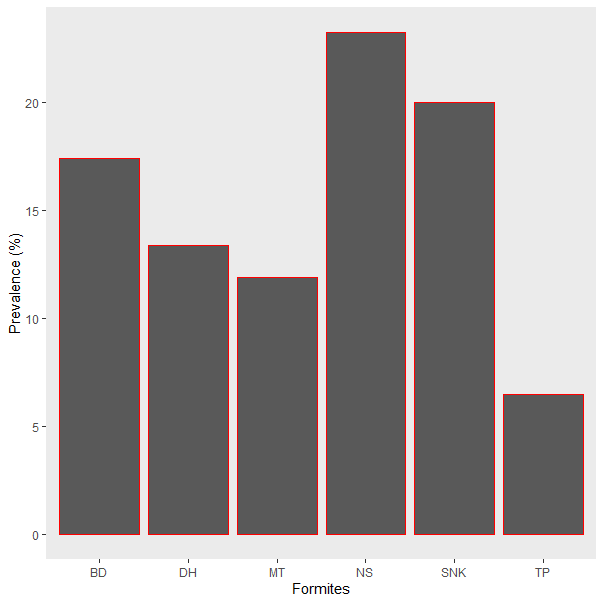 Prevalence (%)
20
15
10
5
0
BD DH MT NS SNK TP
Formites